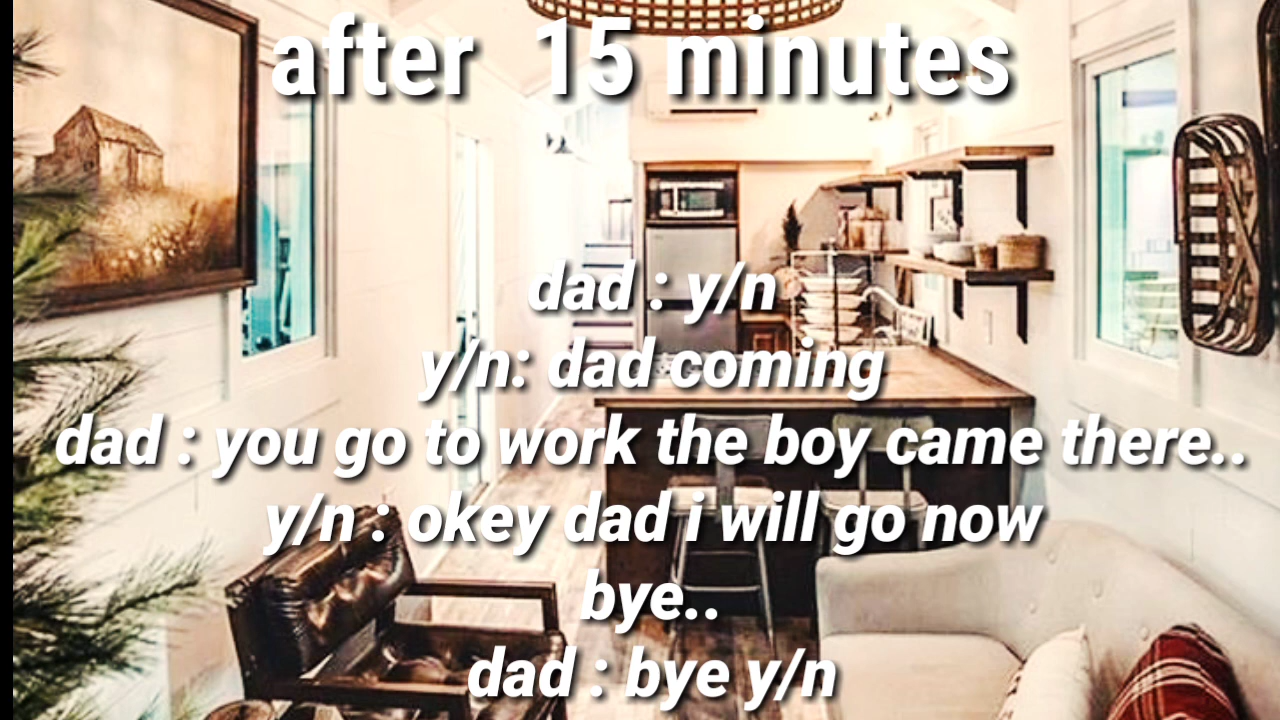 after 15 minutes
dad : y/n
y/n: dad coming
dad : you go to work the boy came there..
y/n : okey dad i will go now
bye..
dad : bye y/n